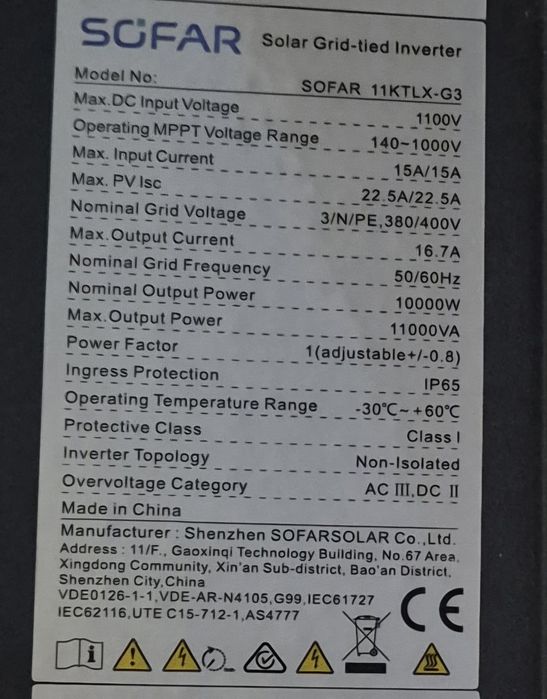 SOFAR Solar Grid-tied Inverter
Model No: SOFAR 11KTLX-G3
Max.DC Input Voltage 1100V
Operating MPPT Voltage Range 140~1000V
Max. Input Current 15A/15A
Max. PV Isc 22.5A/22.5A
Nominal Grid Voltage 3/N/PE,380/400V
Max.Output Current 16.7A
Nominal Grid Frequency 50/60Hz
Nominal Output Power 10000W
Max.Output Power 11000VA
Power Factor 1(adjustable+/-0.8)
Ingress Protection IP65
Operating Temperature Range -30℃~+60℃
Protective Class Class I
Inverter Topology Non-Isolated
Overvoltage Category AC III,DC II
Made in China
Manufacturer : Shenzhen SOFARSOLAR Co.,Ltd.
Address : 11/F., Gaoxinqi Technology Building, No.67 Area,
Xingdong Community, Xin'an Sub-district, Bao'an District,
Shenzhen City,China
VDE0126-1-1,VDE-AR-N4105,G99,IEC61727
IEC62116,UTE C15-712-1,AS4777
CE